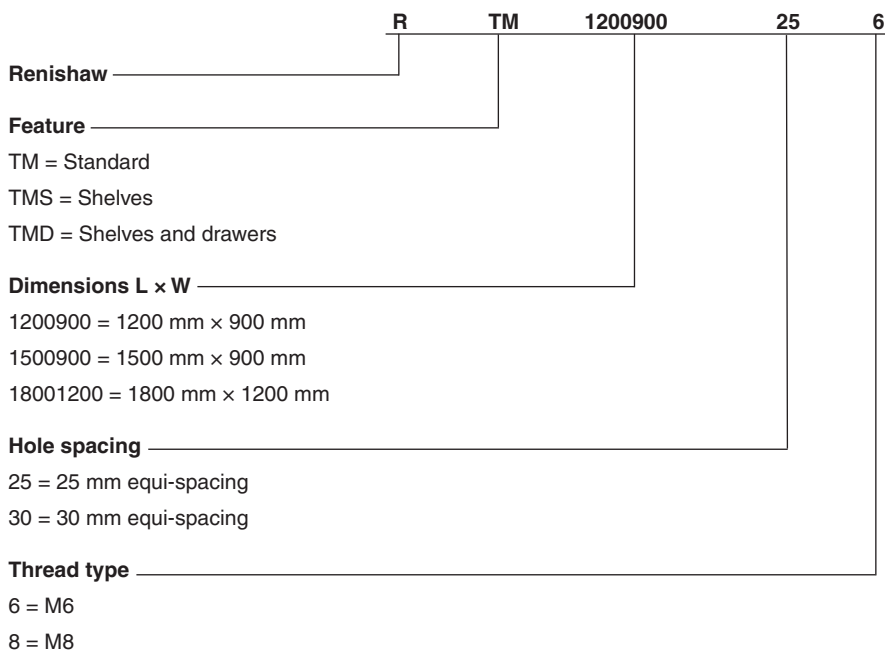 R TM 1200900 25 6
Renishaw
Feature
TM = Standard
TMS = Shelves
TMD = Shelves and drawers
Dimensions L × W
1200900 = 1200 mm × 900 mm
1500900 = 1500 mm × 900 mm
18001200 = 1800 mm × 1200 mm
Hole spacing
25 = 25 mm equi-spacing
30 = 30 mm equi-spacing
Thread type
6 = M6
8 = M8